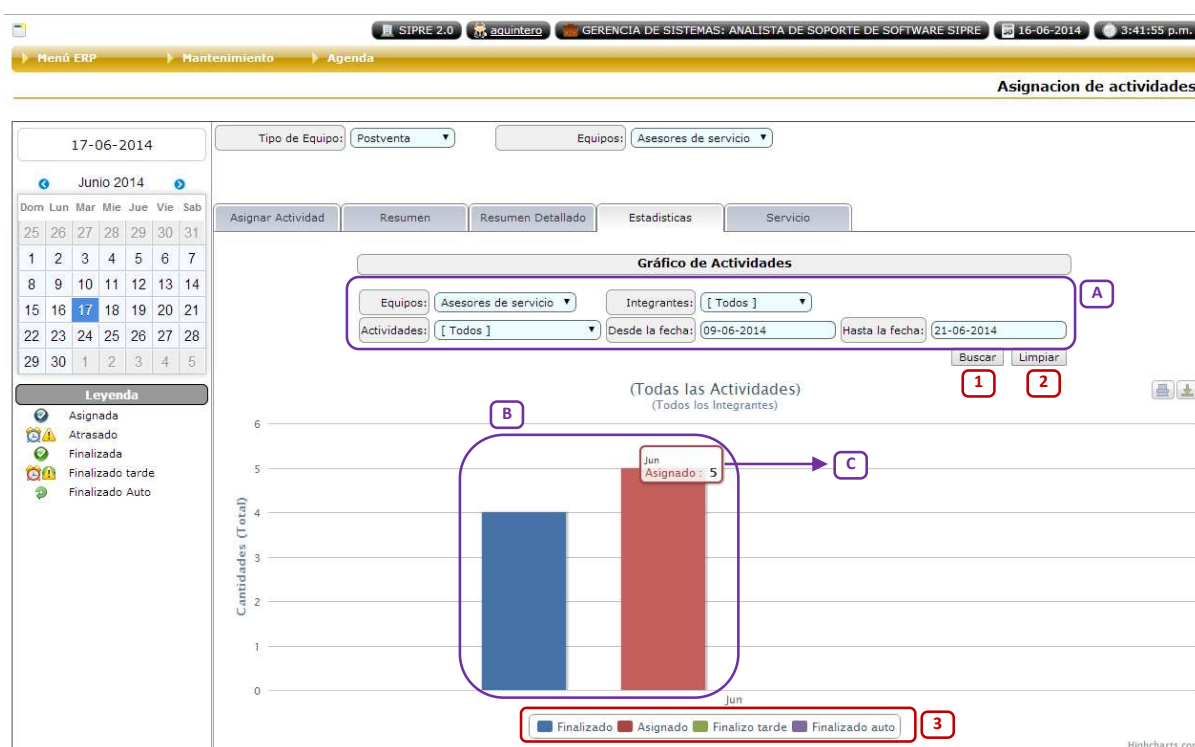 SIPRE 2.0 aquintero GERENCIA DE SISTEMAS: ANALISTA DE SOPORTE DE SOFTWARE SIPRE 16-06-2014 3:41:55 p.m.
Menú ERP Mantenimiento Agenda
Asignacion de actividades
17-06-2014
Junio 2014
Dom Lun Mar Mie Jue Vie Sab
25 26 27 28 29 30 31
1 2 3 4 5 6 7
8 9 10 11 12 13 14
15 16 17 18 19 20 21
22 23 24 25 26 27 28
29 30 1 2 3 4 5
Leyenda
Asignada
Atrasado
Finalizada
Finalizado tarde
Finalizado Auto
Tipo de Equipo: Postventa Equipos: Asesores de servicio
Asignar Actividad Resumen Resumen Detallado Estadisticas Servicio
Gráfico de Actividades
A
Equipos: Asesores de servicio Integrantes: [ Todos ]
Actividades: [ Todos ] Desde la fecha: 09-06-2014 Hasta la fecha: 21-06-2014
Buscar Limpiar
1 2
(Todas las Actividades)
(Todos los Integrantes)
B
Jun
Asignado : 5
C
Cantidades (Total)
6
5
4
3
2
1
0
Jun
Finalizado Asignado Finalizo tarde Finalizado auto
3